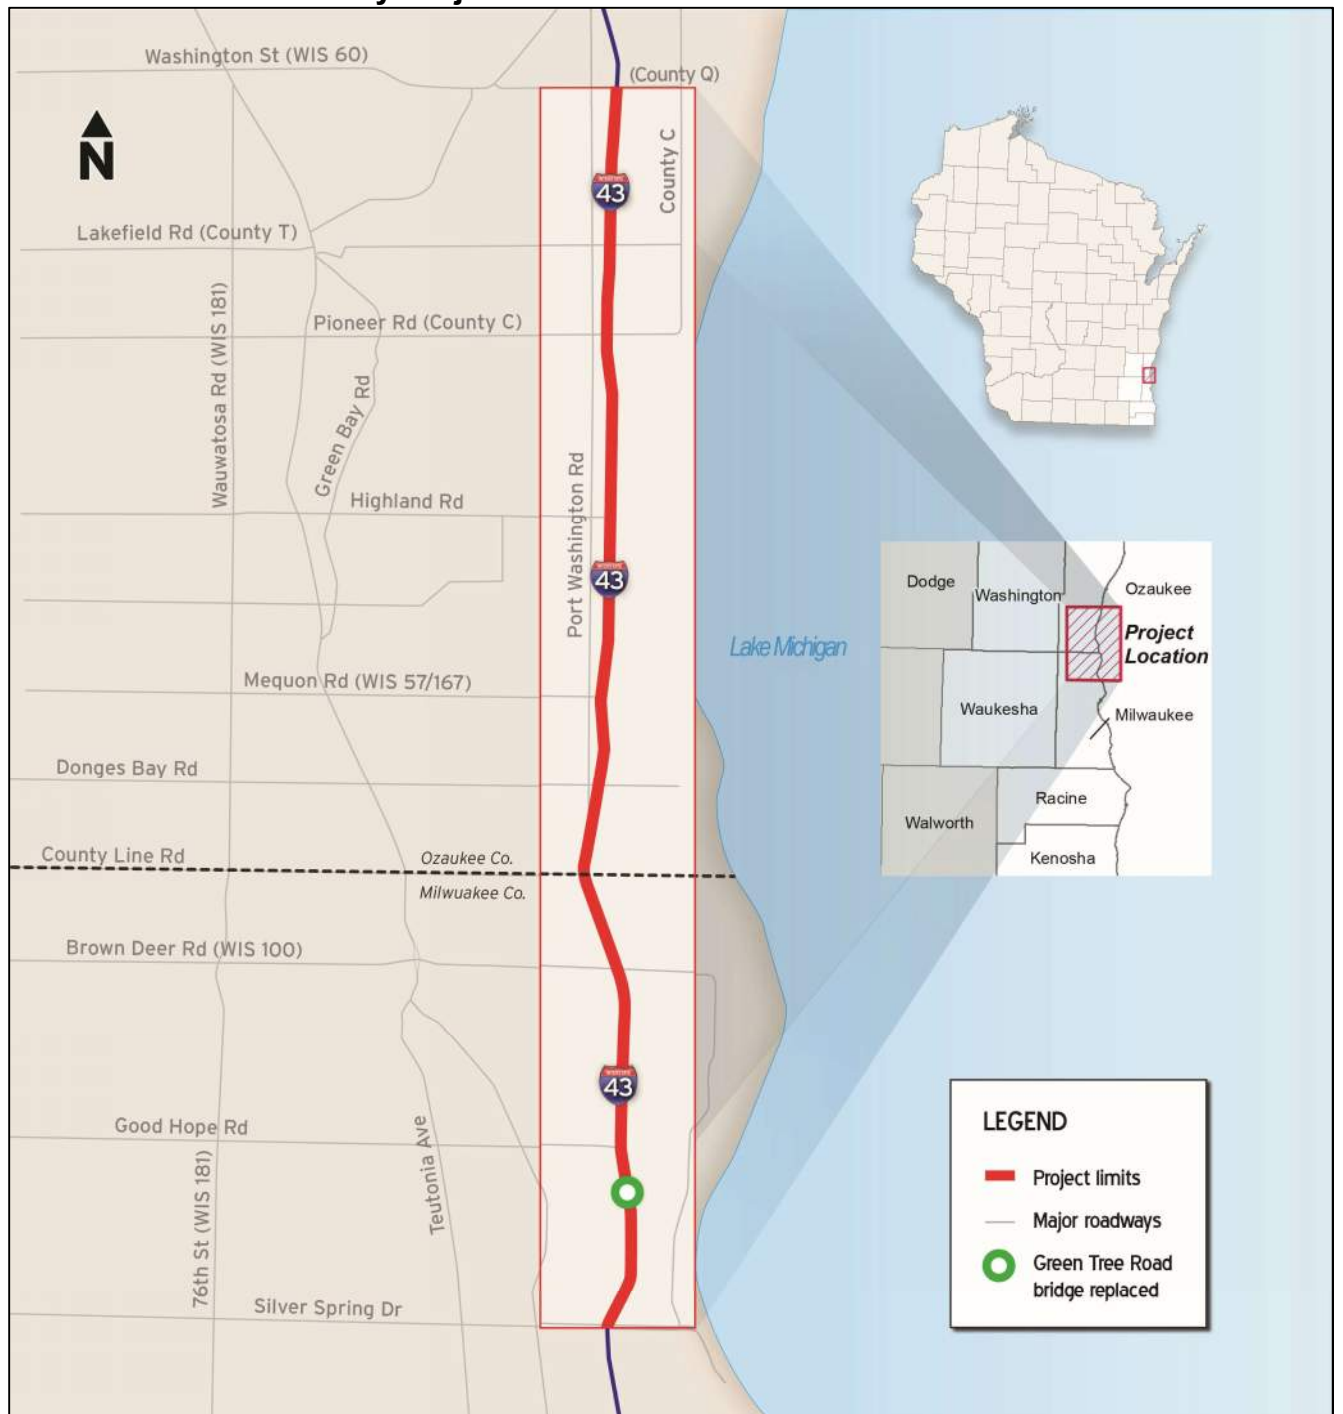 Washington St (WIS 60)
(County Q)
N
County C
43
Lakefield Rd (County T)
Wauwatosa Rd (WIS 181)
Pioneer Rd (County C)
Green Bay Rd
Highland Rd
Port Washington Rd
43
Dodge
Washington
Ozaukee
Project
Location
Lake Michigan
Mequon Rd (WIS 57/167)
Waukesha
Milwaukee
Donges Bay Rd
Racine
Walworth
Kenosha
County Line Rd
Ozaukee Co.
Milwuakee Co.
Brown Deer Rd (WIS 100)
43
Good Hope Rd
Teutonia Ave
76th St (WIS 181)
Silver Spring Dr
LEGEND
Project limits
Major roadways
Green Tree Road
bridge replaced